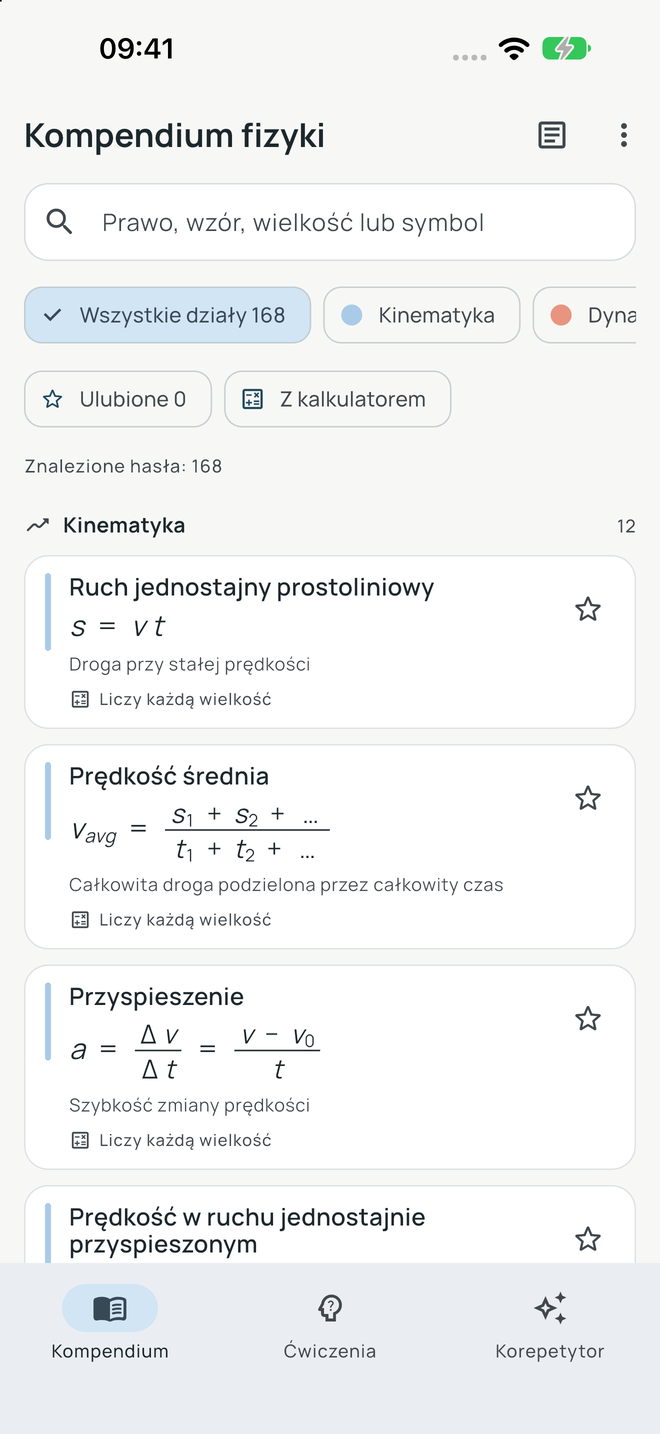 09:41
Kompendium fizyki
Prawo, wzór, wielkość lub symbol
Wszystkie działy 168
Kinematyka
Dyna
Ulubione 0
Z kalkulatorem
Znalezione hasła: 168
Kinematyka
12
Ruch jednostajny prostoliniowy
s = v t
Droga przy stałej prędkości
Liczy każdą wielkość
Prędkość średnia
v_avg = (s₁ + s₂ + ...) / (t₁ + t₂ + ...)
Całkowita droga podzielona przez całkowity czas
Liczy każdą wielkość
Przyspieszenie
a = Δ v / Δ t = (v − v₀) / t
Szybkość zmiany prędkości
Liczy każdą wielkość
Prędkość w ruchu jednostajnie
przyspieszonym
Kompendium
Ćwiczenia
Korepetytor